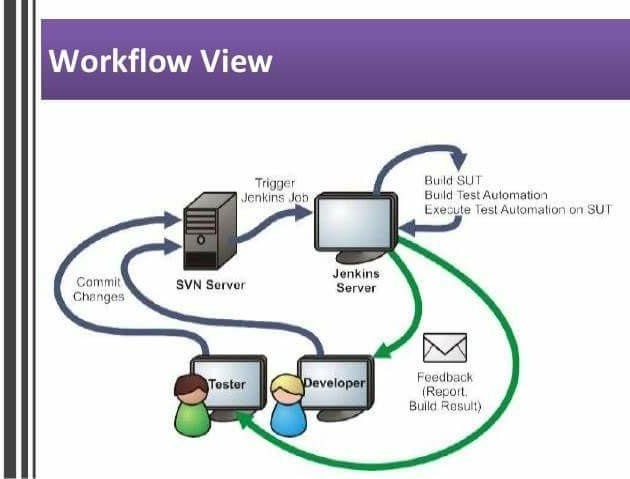 Workflow View
Trigger
Jenkins Job
Build SUT
Build Test Automation
Execute Test Automation on SUT
Commit
Changes
SVN Server
Jenkins
Server
Tester
Developer
Feedback
(Report,
Build Result)